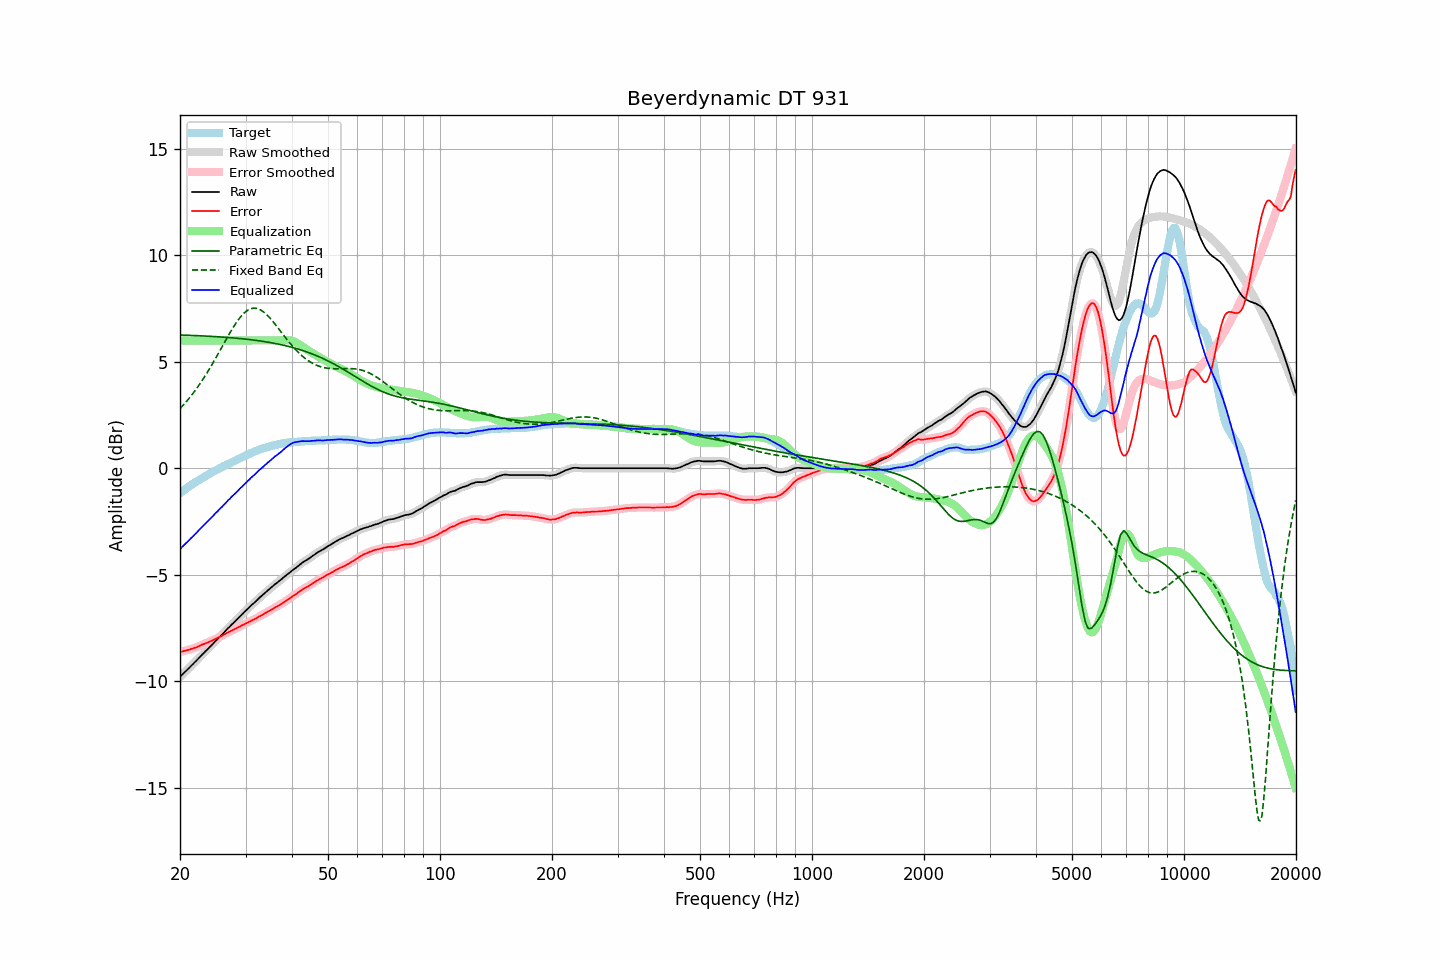 Beyerdynamic DT 931
Target
Raw Smoothed
Error Smoothed
Raw
Error
Equalization
Parametric Eq
Fixed Band Eq
Equalized
15
10
5
0
−5
−10
−15
Amplitude (dBr)
20
50
100
200
500
1000
2000
5000
10000
20000
Frequency (Hz)